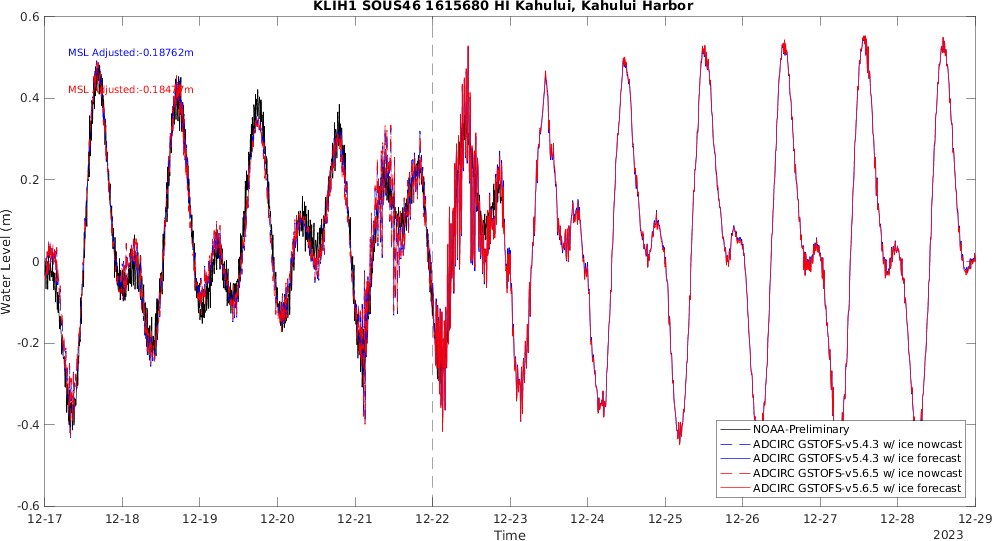 KLIH1 SOUS46 1615680 HI Kahului, Kahului Harbor
0.6
MSL Adjusted:-0.18762m
MSL Adjusted:-0.1847 m
0.4
0.2
0
-0.2
-0.4
-0.6
Water Level (m)
NOAA-Preliminary
ADCIRC GSTOFS-v5.4.3 w/ ice nowcast
ADCIRC GSTOFS-v5.4.3 w/ ice forecast
ADCIRC GSTOFS-v5.6.5 w/ ice nowcast
ADCIRC GSTOFS-v5.6.5 w/ ice forecast
12-17 12-18 12-19 12-20 12-21 12-22 12-23 12-24 12-25 12-26 12-27 12-28 12-29
Time
2023